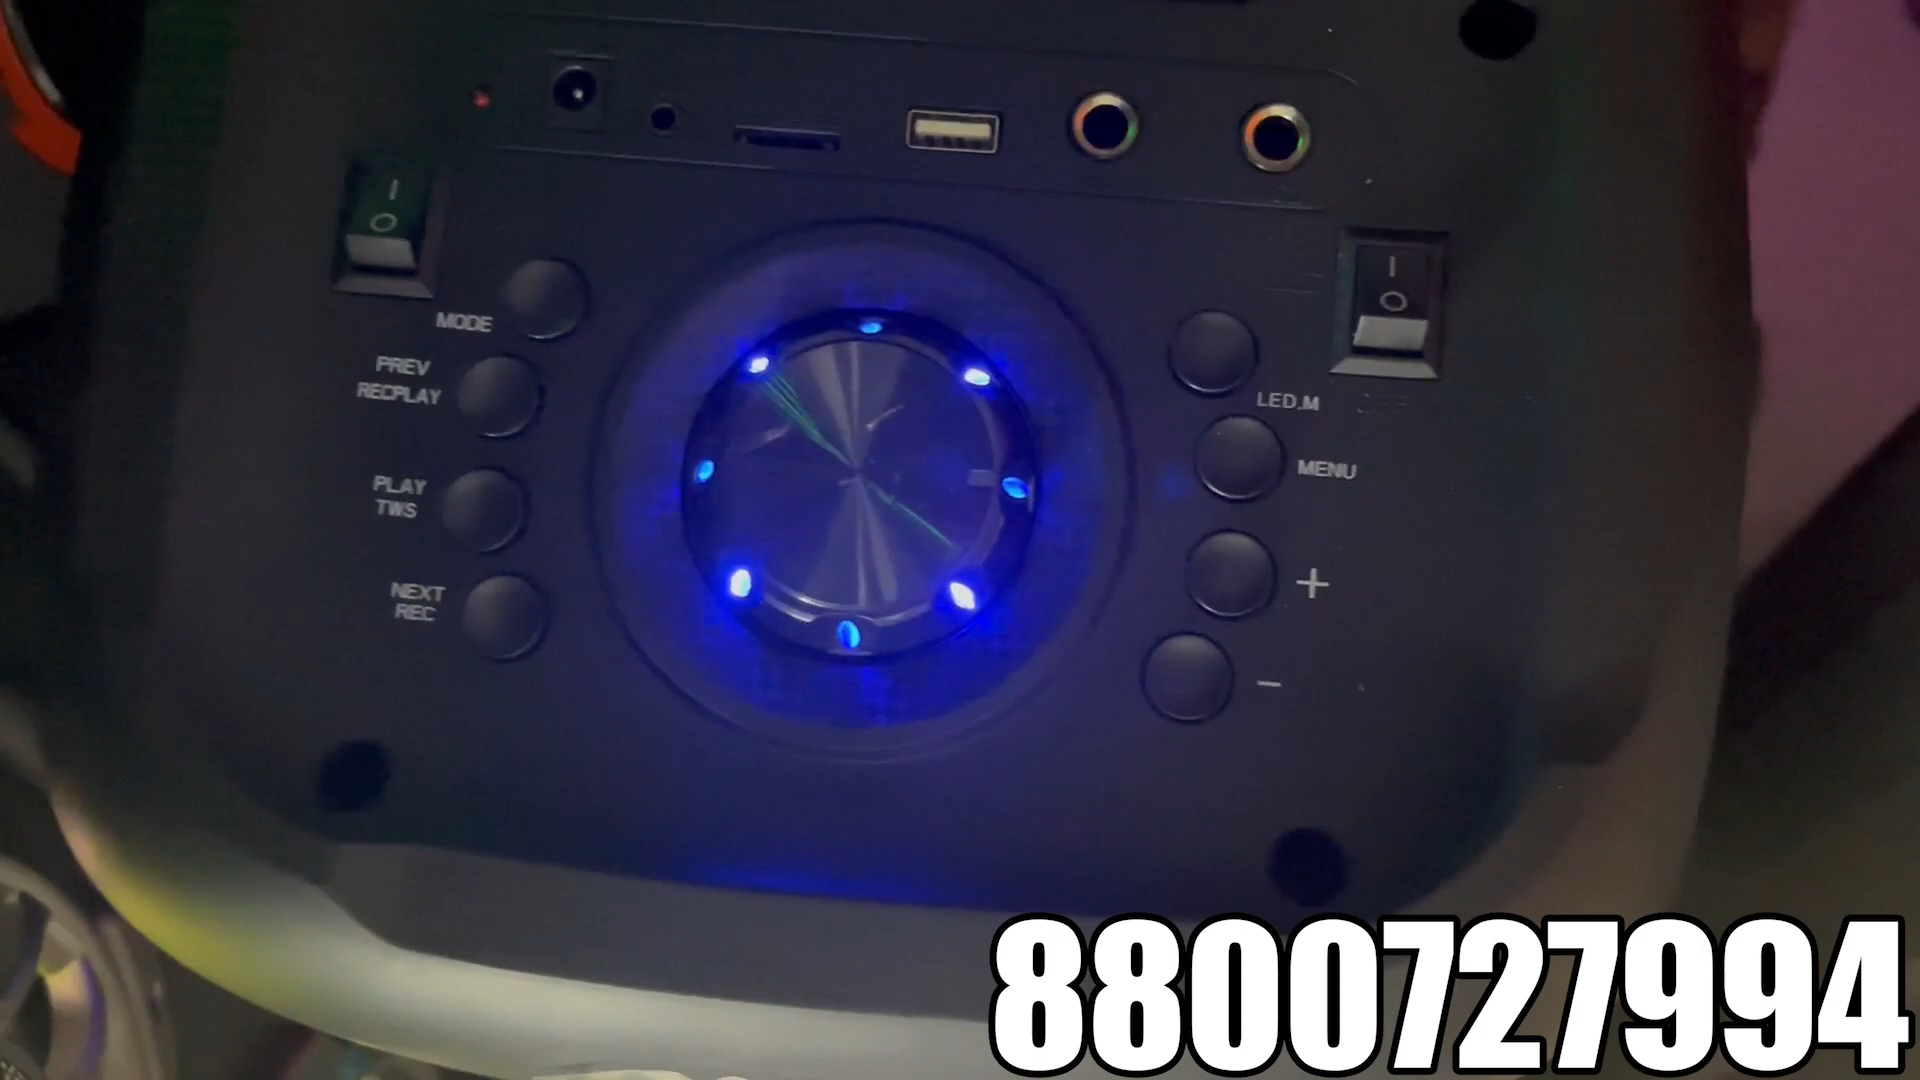 MODE
PREV
RECPLAY
PLAY
TWS
NEXT
REC
LED.M
MENU
+
−
8800727994